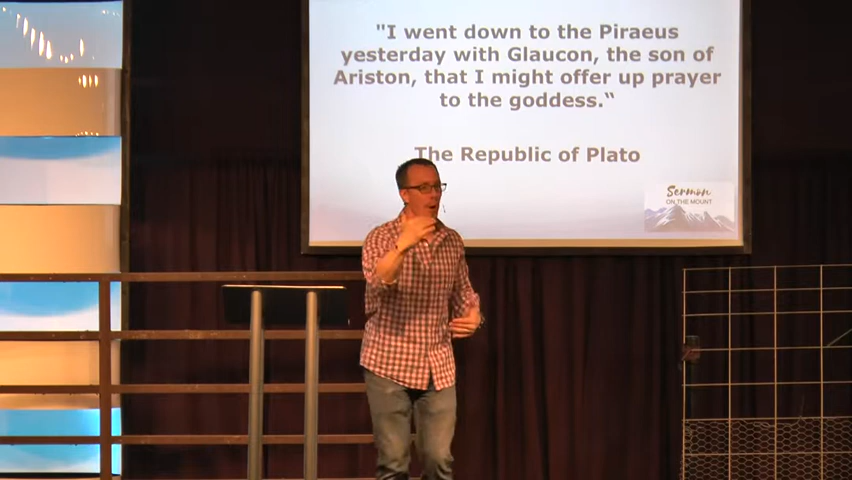 "I went down to the Piraeus
yesterday with Glaucon, the son of
Ariston, that I might offer up prayer
to the goddess.“
The Republic of Plato
Sermon
ON THE MOUNT